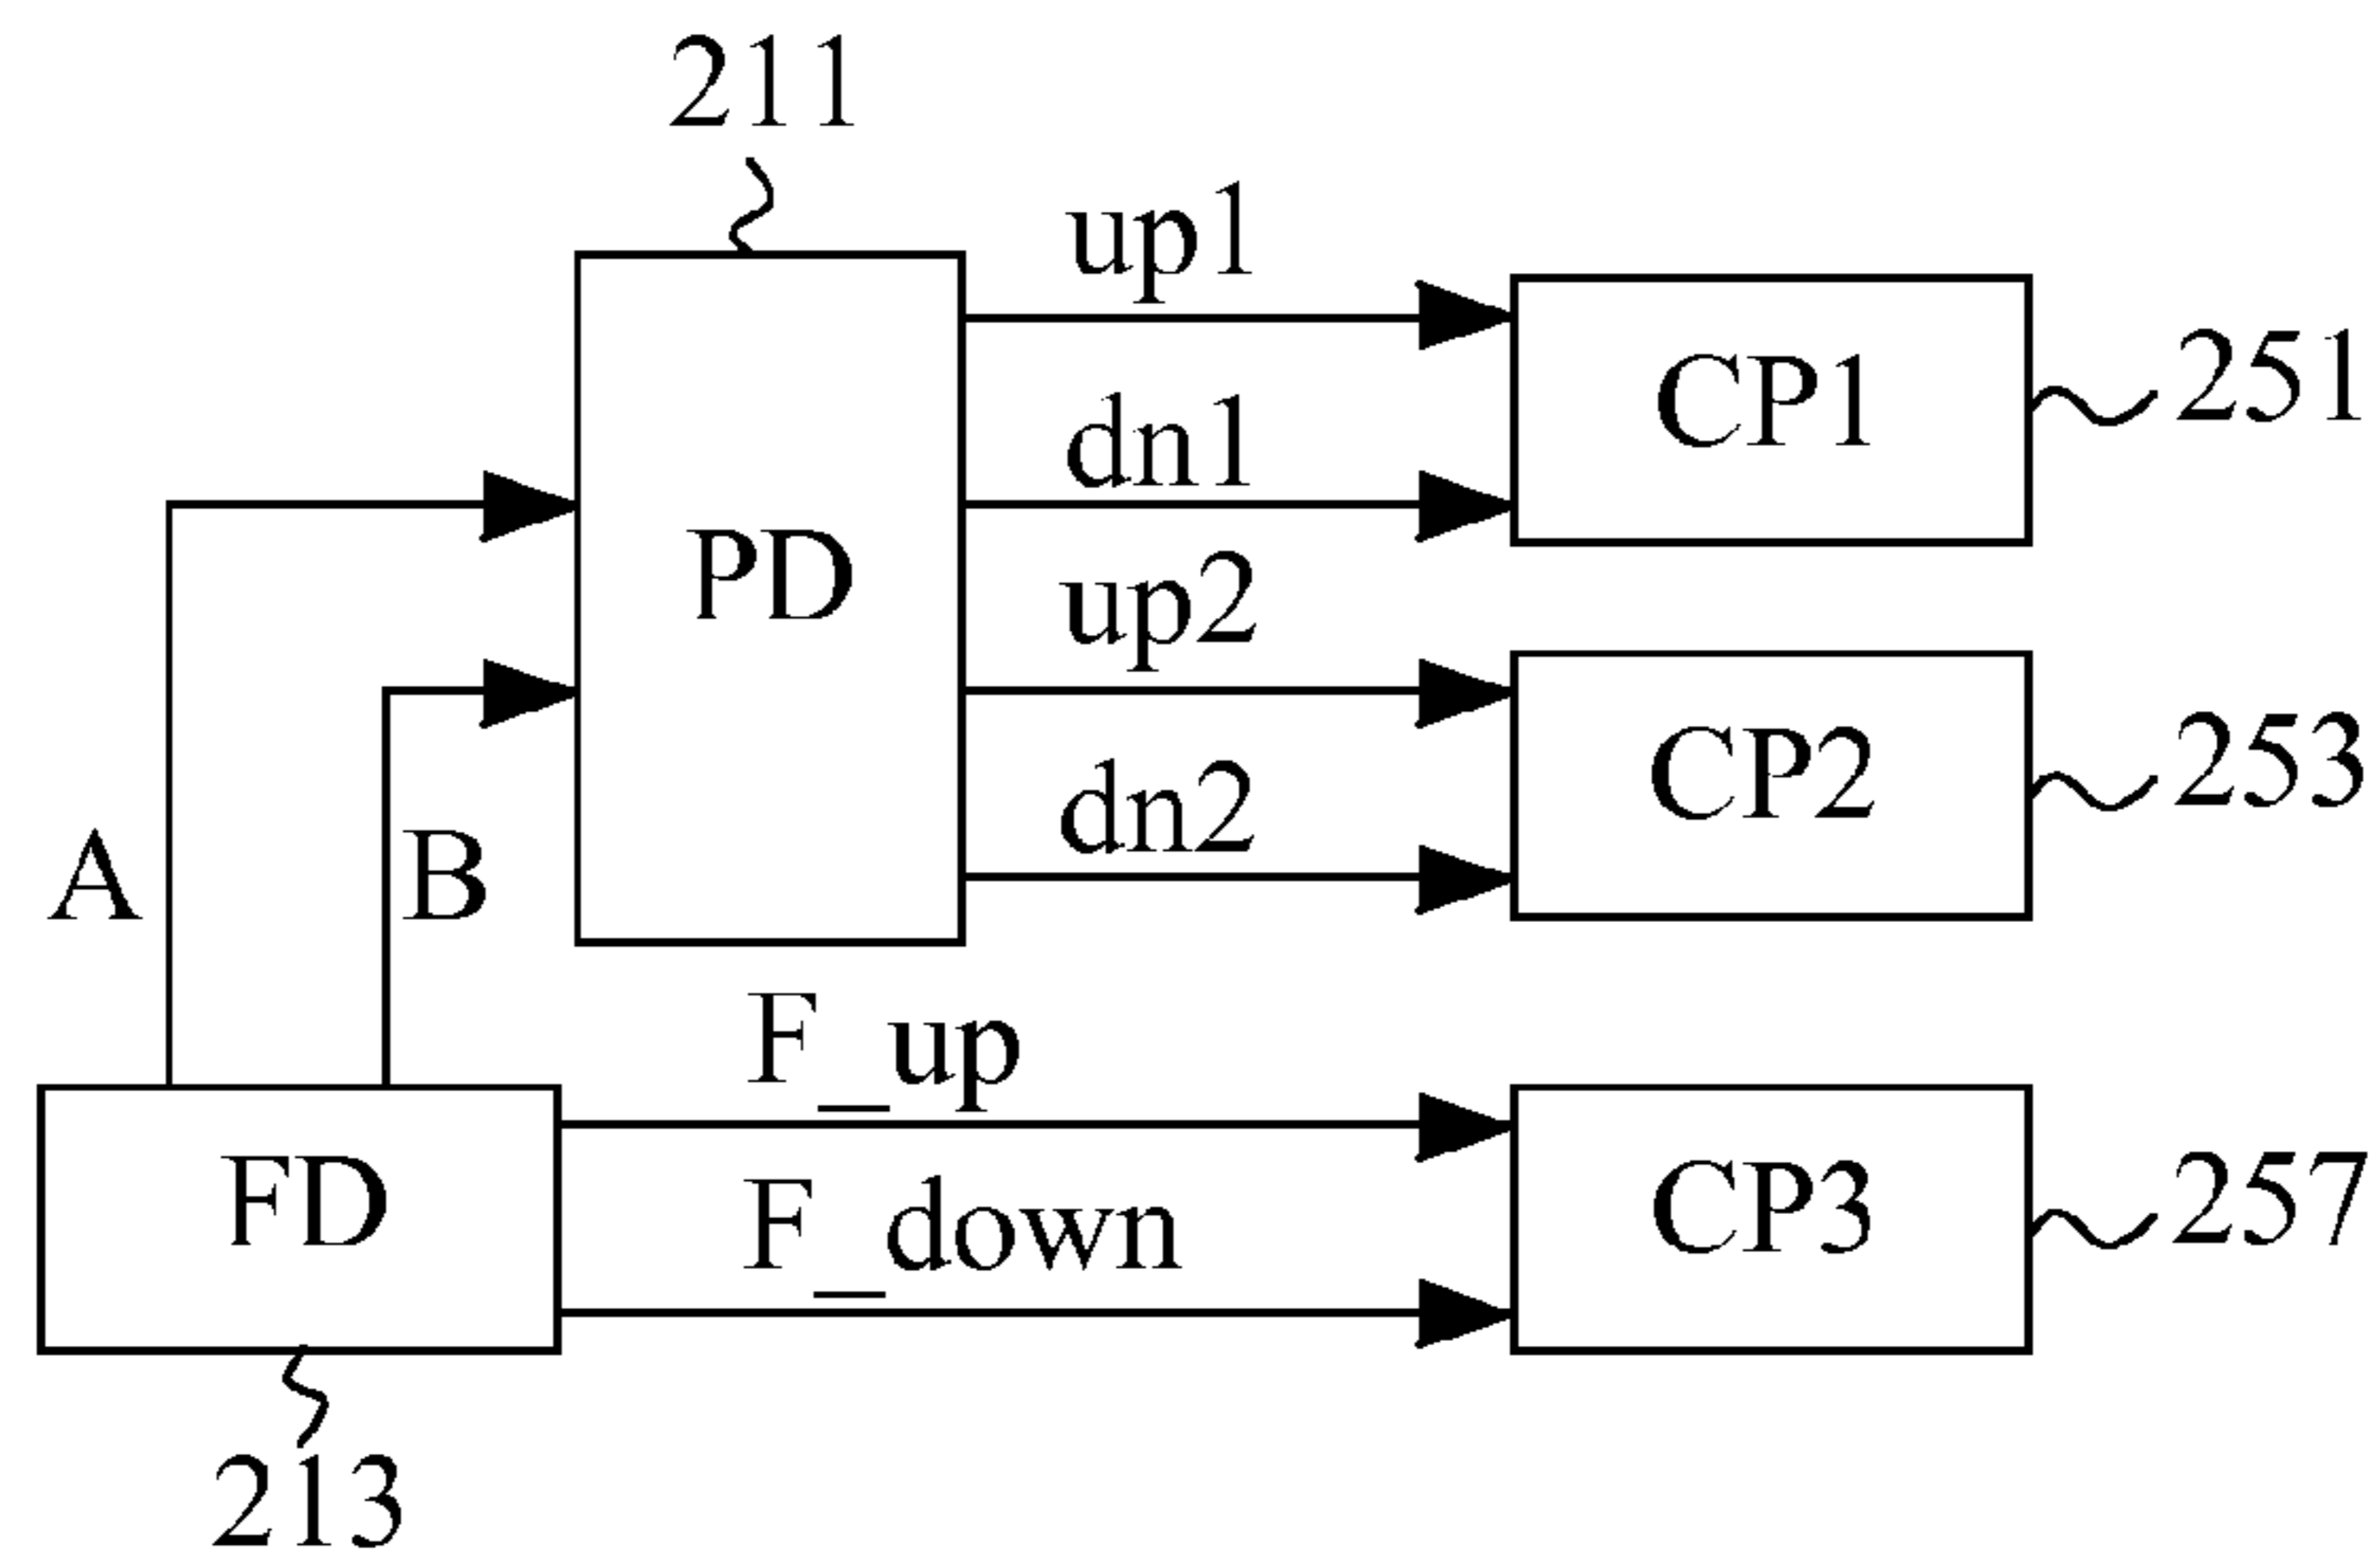 211
up1
CP1
251
dn1
PD
up2
CP2
253
dn2
A
B
F_up
FD
CP3
257
F_down
213